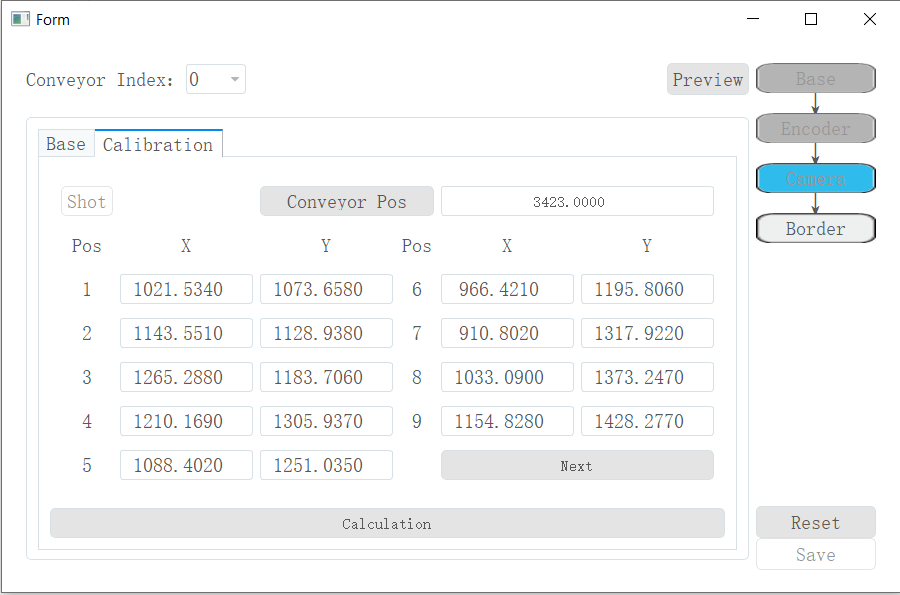 Form
Conveyor Index: 0
Preview
Base
Encoder
Camera
Border
Base Calibration
Shot Conveyor Pos 3423.0000
Pos X Y Pos X Y
1 1021.5340 1073.6580 6 966.4210 1195.8060
2 1143.5510 1128.9380 7 910.8020 1317.9220
3 1265.2880 1183.7060 8 1033.0900 1373.2470
4 1210.1690 1305.9370 9 1154.8280 1428.2770
5 1088.4020 1251.0350 Next
Calculation
Reset
Save